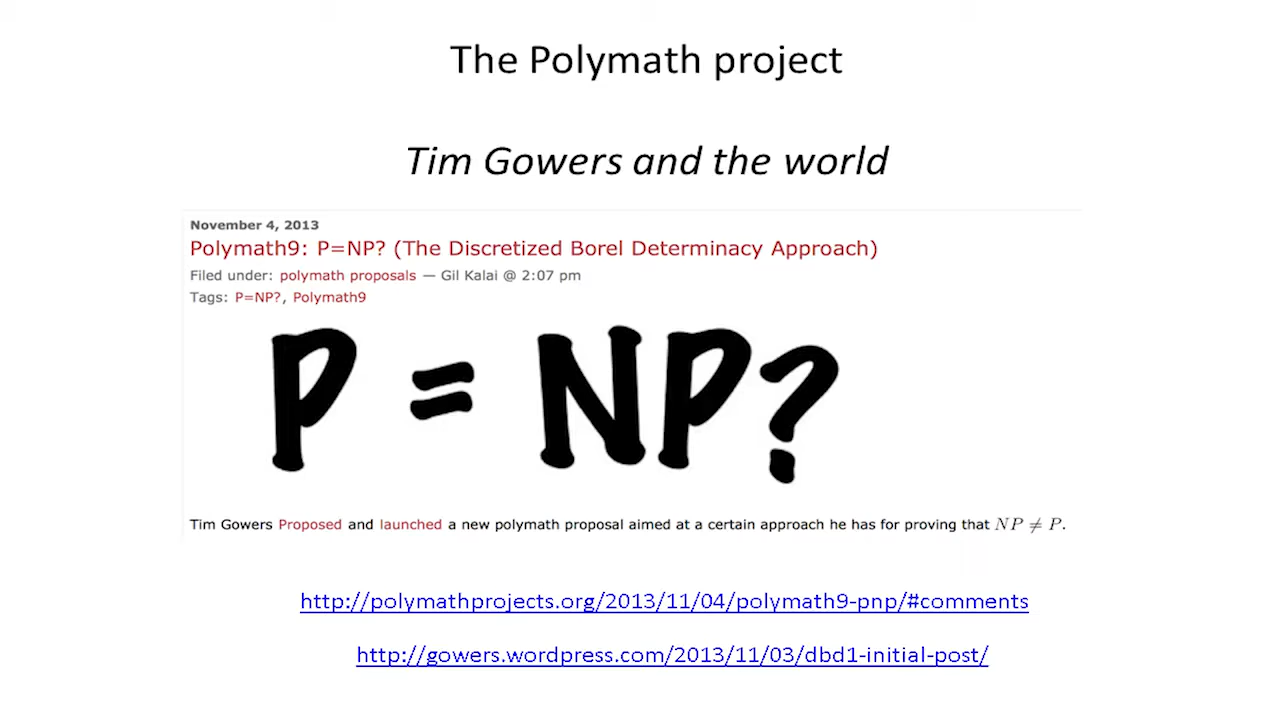 The Polymath project
Tim Gowers and the world
November 4, 2013
Polymath9: P=NP? (The Discretized Borel Determinacy Approach)
Filed under: polymath proposals — Gil Kalai @ 2:07 pm
Tags: P=NP?, Polymath9
P = NP?
Tim Gowers Proposed and launched a new polymath proposal aimed at a certain approach he has for proving that NP ≠ P.
http://polymathprojects.org/2013/11/04/polymath9-pnp/#comments
http://gowers.wordpress.com/2013/11/03/dbd1-initial-post/